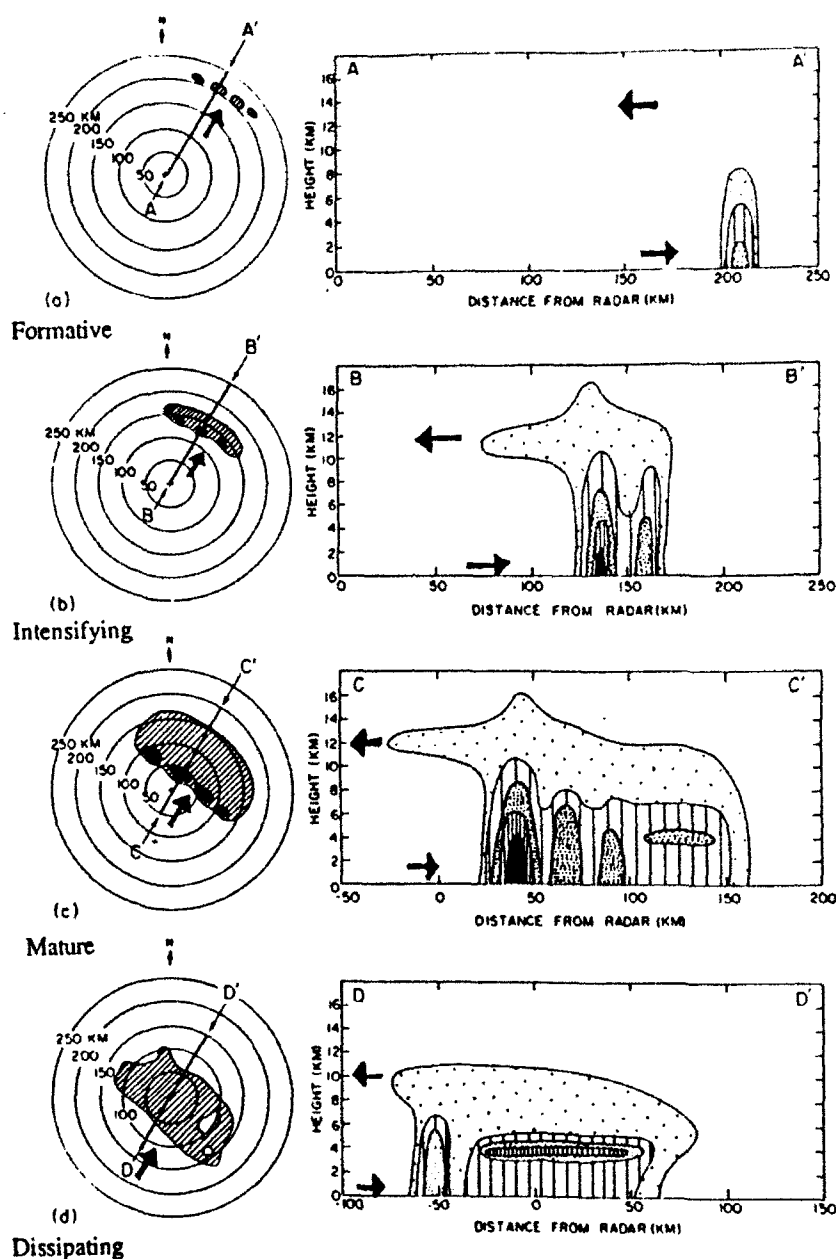 N
A'
250 KM
200
150
100
50
A
(a)
Formative
A A'
HEIGHT (KM)
16
14
12
10
8
6
4
2
0
0 50 100 150 200 250
DISTANCE FROM RADAR (KM)
N
B'
250 KM
200
150
100
50
B
(b)
Intensifying
B B'
HEIGHT (KM)
16
14
12
10
8
6
4
2
0
0 50 100 150 200 250
DISTANCE FROM RADAR (KM)
N
C'
250 KM
200
150
100
50
C
(c)
Mature
C C'
HEIGHT (KM)
16
14
12
10
8
6
4
2
0
-50 0 50 100 150 200
DISTANCE FROM RADAR (KM)
N
D'
250 KM
200
150
100
D
(d)
Dissipating
D D'
HEIGHT (KM)
16
14
12
10
8
6
4
2
0
-100 -50 0 50 100 150
DISTANCE FROM RADAR (KM)